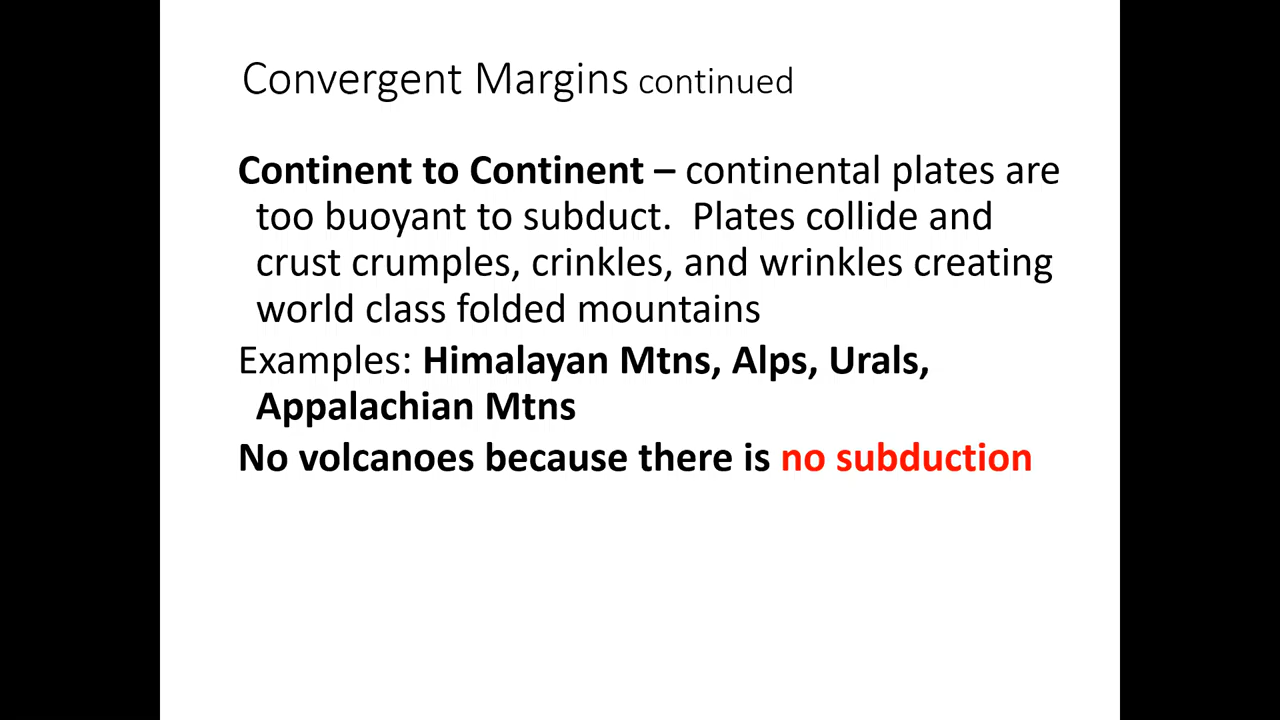 Convergent Margins continued
Continent to Continent – continental plates are
too buoyant to subduct.  Plates collide and
crust crumples, crinkles, and wrinkles creating
world class folded mountains
Examples: Himalayan Mtns, Alps, Urals,
Appalachian Mtns
No volcanoes because there is no subduction